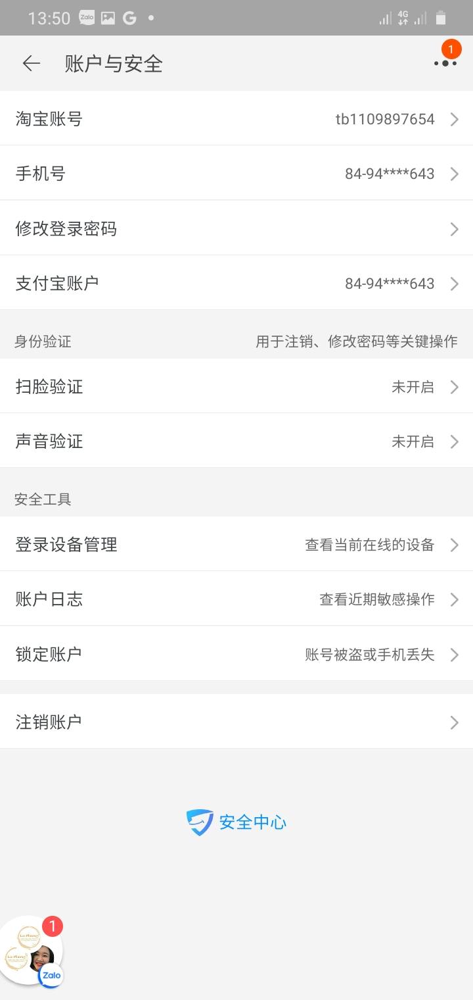 13:50 Zalo G 4G
账户与安全 1
淘宝账号 tb1109897654
手机号 84-94****643
修改登录密码
支付宝账户 84-94****643
身份验证 用于注销、修改密码等关键操作
扫脸验证 未开启
声音验证 未开启
安全工具
登录设备管理 查看当前在线的设备
账户日志 查看近期敏感操作
锁定账户 账号被盗或手机丢失
注销账户
安全中心
1
Zalo